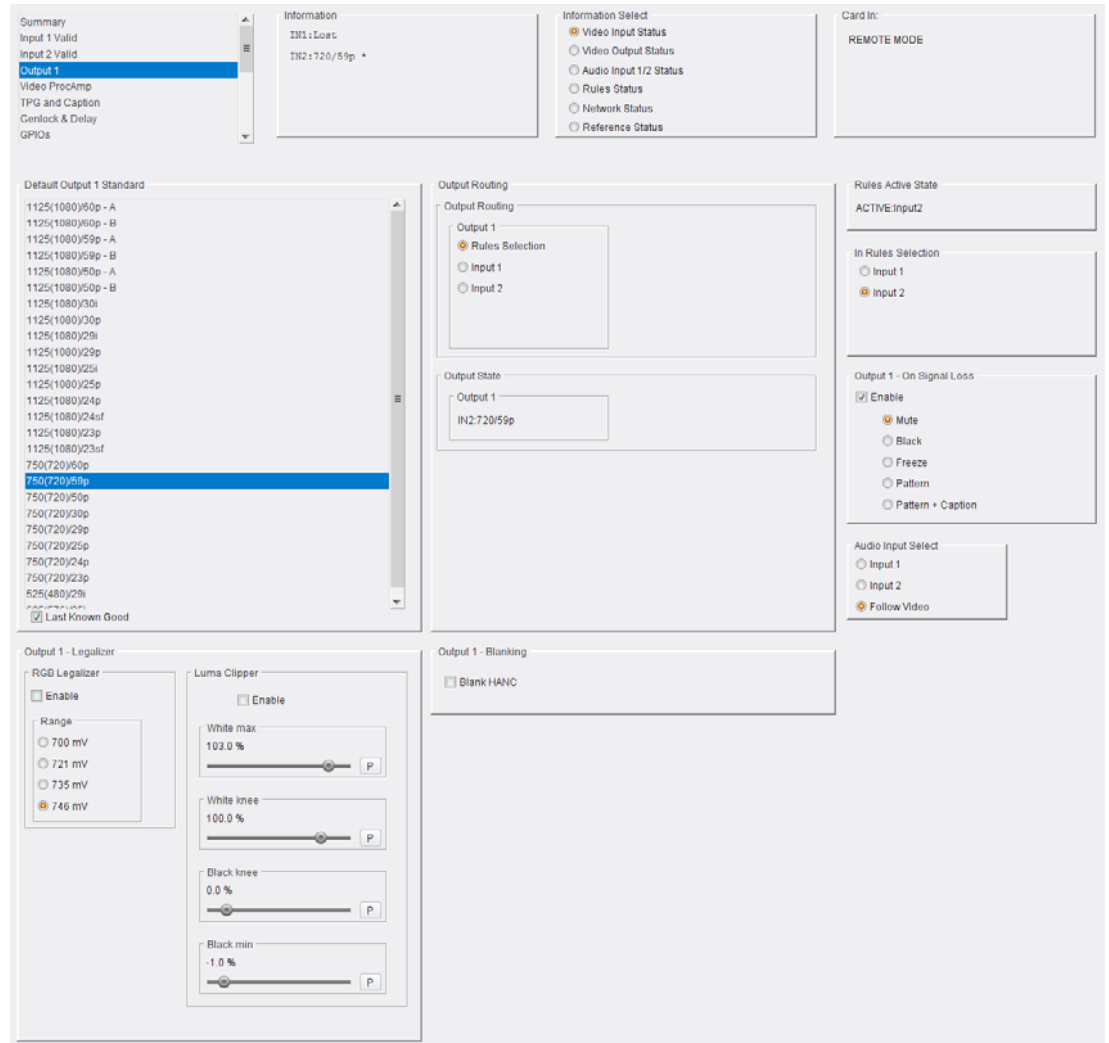 Summary
Input 1 Valid
Input 2 Valid
Output 1
Video ProcAmp
TPG and Caption
Genlock & Delay
GPIOs
Information
IN1:Lost
IN2:720/59p *
Information Select
Video Input Status
Video Output Status
Audio Input 1/2 Status
Rules Status
Network Status
Reference Status
Card In:
REMOTE MODE
Default Output 1 Standard
1125(1080)/60p - A
1125(1080)/60p - B
1125(1080)/59p - A
1125(1080)/59p - B
1125(1080)/50p - A
1125(1080)/50p - B
1125(1080)/30i
1125(1080)/30p
1125(1080)/29i
1125(1080)/29p
1125(1080)/25i
1125(1080)/25p
1125(1080)/24p
1125(1080)/24sf
1125(1080)/23p
1125(1080)/23sf
750(720)/60p
750(720)/59p
750(720)/50p
750(720)/30p
750(720)/29p
750(720)/25p
750(720)/24p
750(720)/23p
525(480)/29i
Last Known Good
Output Routing
Output Routing
Output 1
Rules Selection
Input 1
Input 2
Output State
Output 1
IN2:720/59p
Rules Active State
ACTIVE:Input2
In Rules Selection
Input 1
Input 2
Output 1 - On Signal Loss
Enable
Mute
Black
Freeze
Pattern
Pattern + Caption
Audio Input Select
Input 1
Input 2
Follow Video
Output 1 - Legalizer
RGB Legalizer
Enable
Range
700 mV
721 mV
735 mV
746 mV
Luma Clipper
Enable
White max
103.0 %
P
White knee
100.0 %
P
Black knee
0.0 %
P
Black min
-1.0 %
P
Output 1 - Blanking
Blank HANC